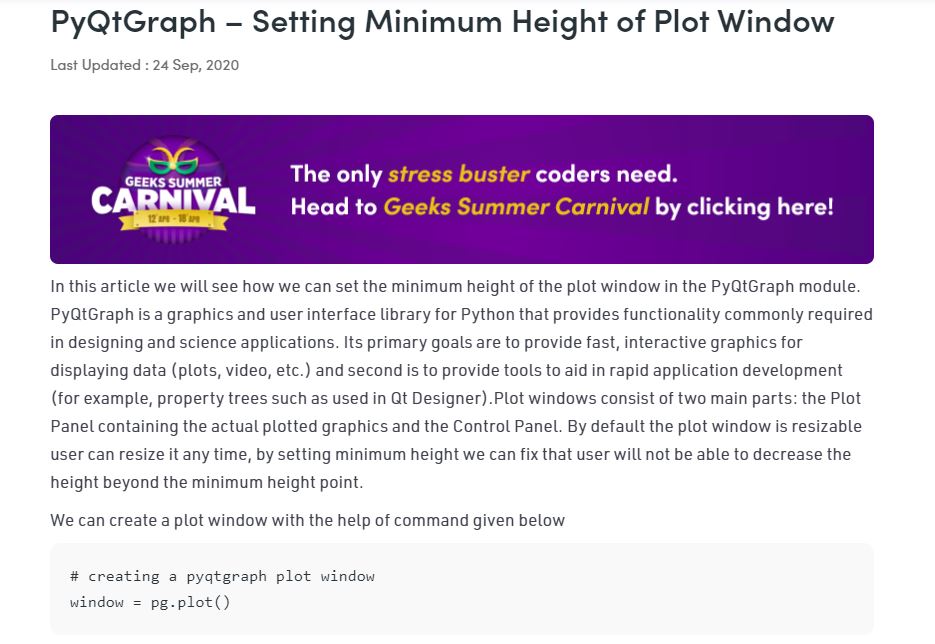 PyQtGraph – Setting Minimum Height of Plot Window
Last Updated : 24 Sep, 2020
GEEKS SUMMER
CARNIVAL
12 APR - 18 APR
The only stress buster coders need.
Head to Geeks Summer Carnival by clicking here!
In this article we will see how we can set the minimum height of the plot window in the PyQtGraph module.
PyQtGraph is a graphics and user interface library for Python that provides functionality commonly required
in designing and science applications. Its primary goals are to provide fast, interactive graphics for
displaying data (plots, video, etc.) and second is to provide tools to aid in rapid application development
(for example, property trees such as used in Qt Designer).Plot windows consist of two main parts: the Plot
Panel containing the actual plotted graphics and the Control Panel. By default the plot window is resizable
user can resize it any time, by setting minimum height we can fix that user will not be able to decrease the
height beyond the minimum height point.
We can create a plot window with the help of command given below
# creating a pyqtgraph plot window
window = pg.plot()